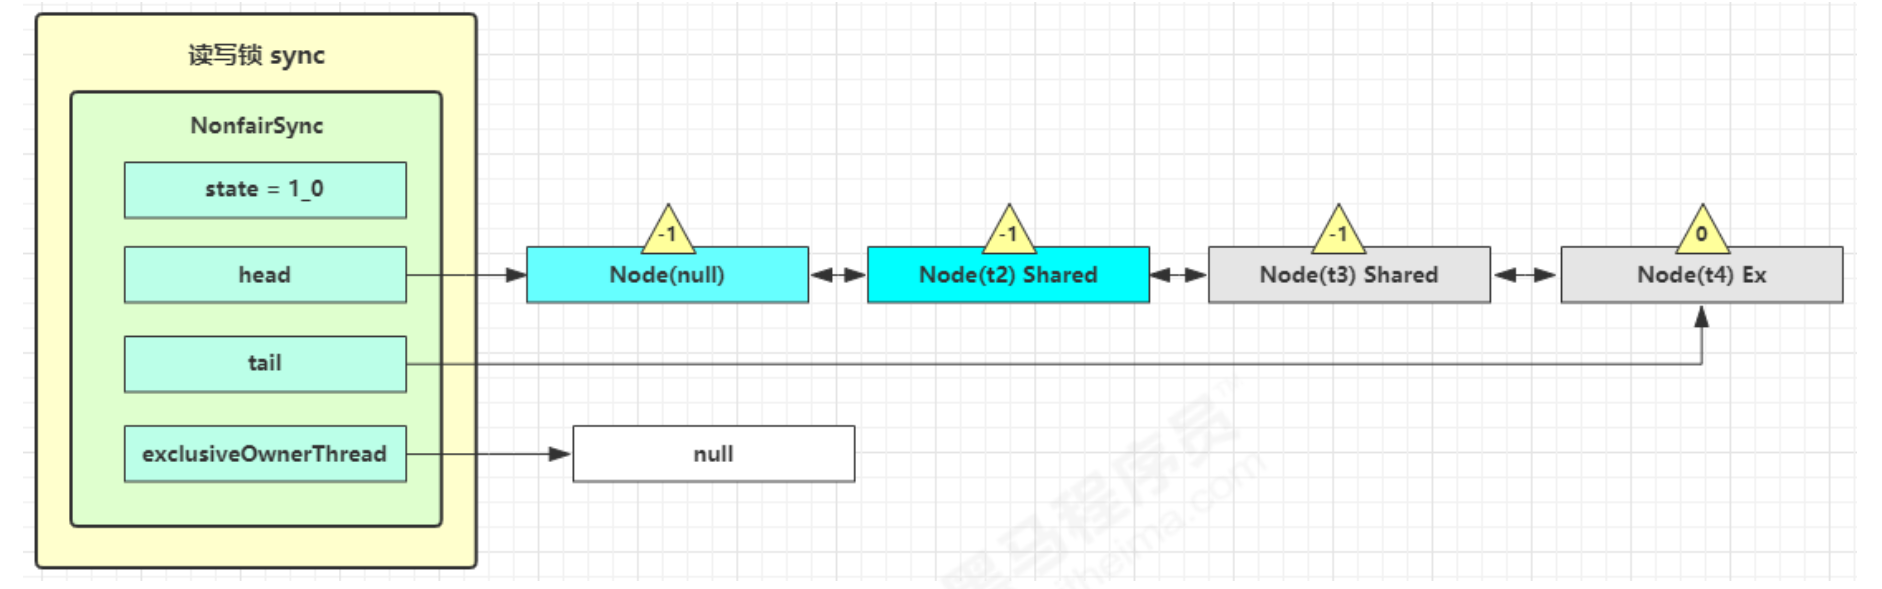 读写锁 sync
NonfairSync
state = 1_0
head
tail
exclusiveOwnerThread
-1
-1
-1
0
Node(null)
Node(t2) Shared
Node(t3) Shared
Node(t4) Ex
null
黑马程序员
itheima.com